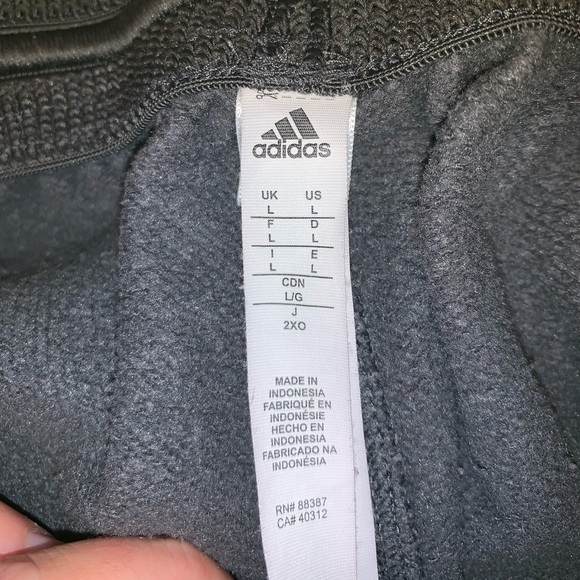 adidas
UK US
L L
F D
L L
I E
L L
CDN
L/G
J
2XO
MADE IN
INDONESIA
FABRIQUÉ EN
INDONÉSIE
HECHO EN
INDONESIA
FABRICADO NA
INDONÉSIA
RN# 88387
CA# 40312